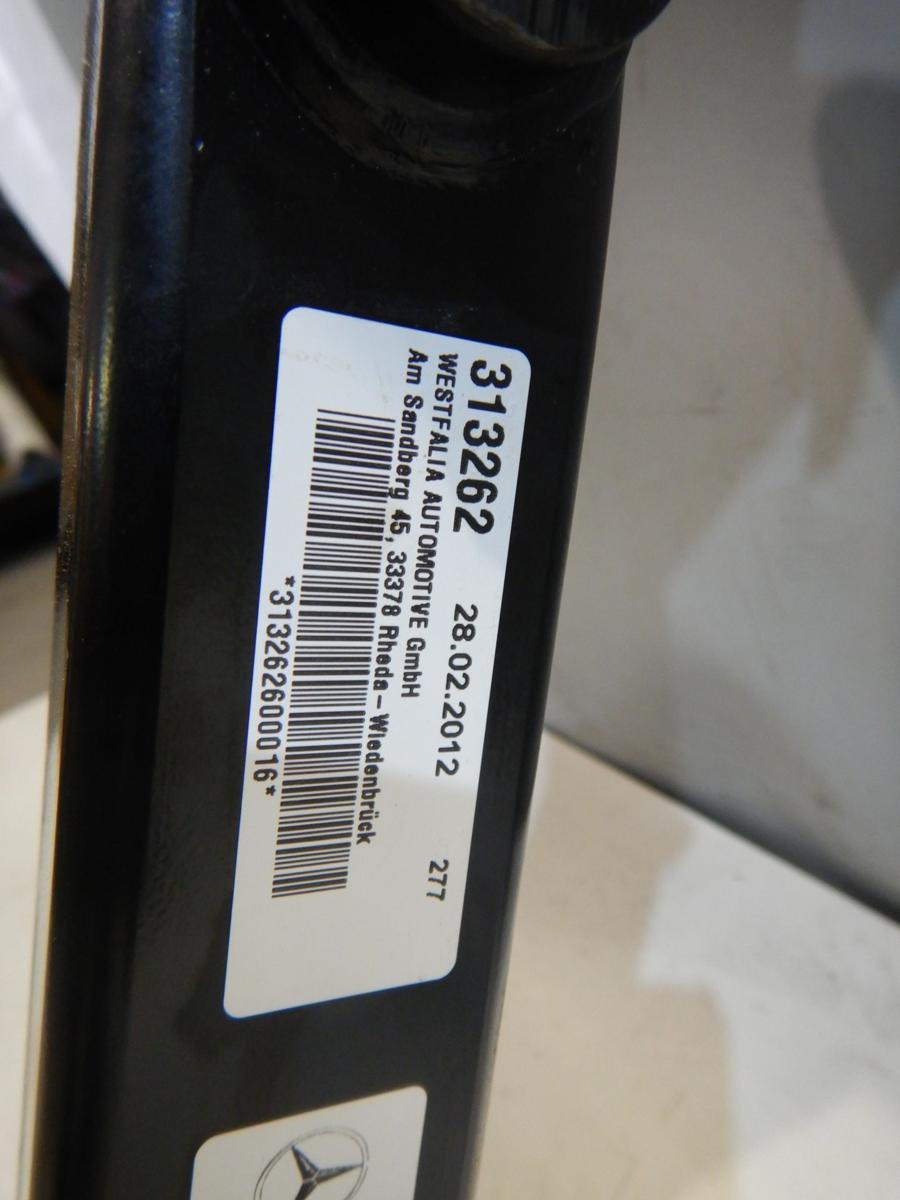 313262 28.02.2012 277
WESTFALIA AUTOMOTIVE GmbH
Am Sandberg 45, 33378 Rheda-Wiedenbrück
*31326260016*